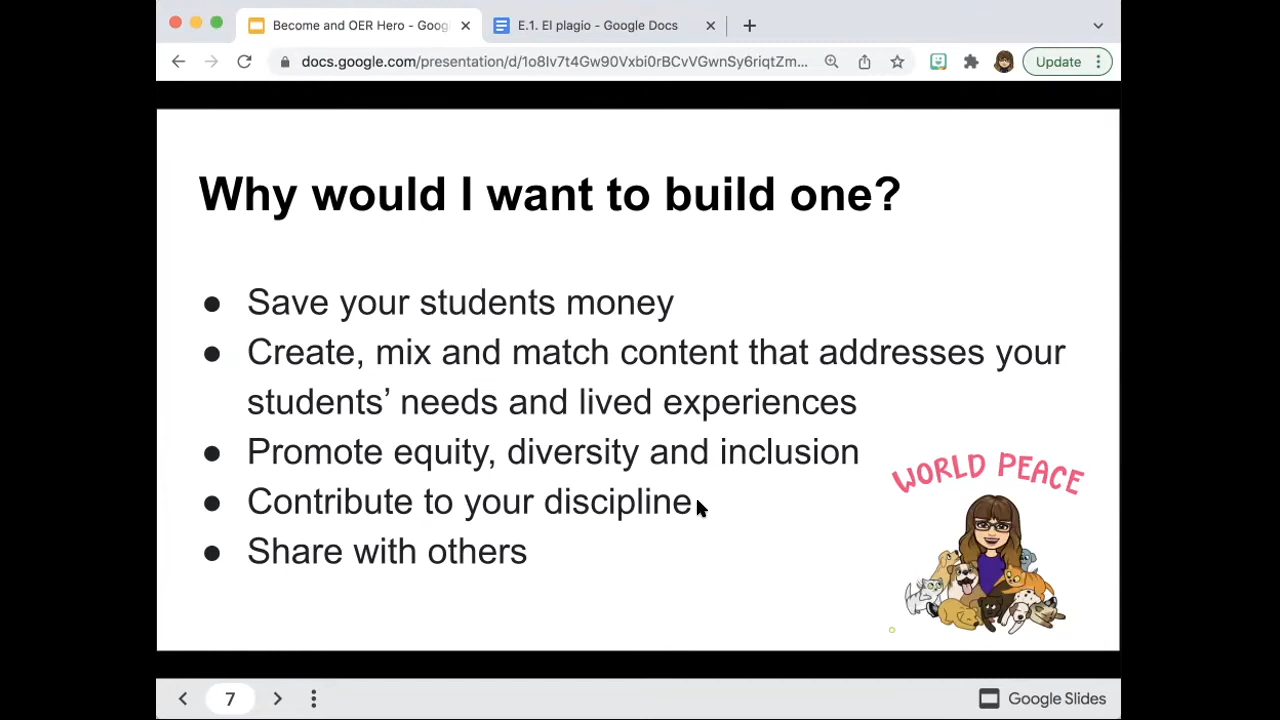 Become and OER Hero - Goog
E.1. El plagio - Google Docs
docs.google.com/presentation/d/1o8Iv7t4Gw90Vxbi0rBCvVGwnSy6riqtZm...
Update
Why would I want to build one?
● Save your students money
● Create, mix and match content that addresses your
students’ needs and lived experiences
● Promote equity, diversity and inclusion
● Contribute to your discipline
● Share with others
WORLD PEACE
7
Google Slides